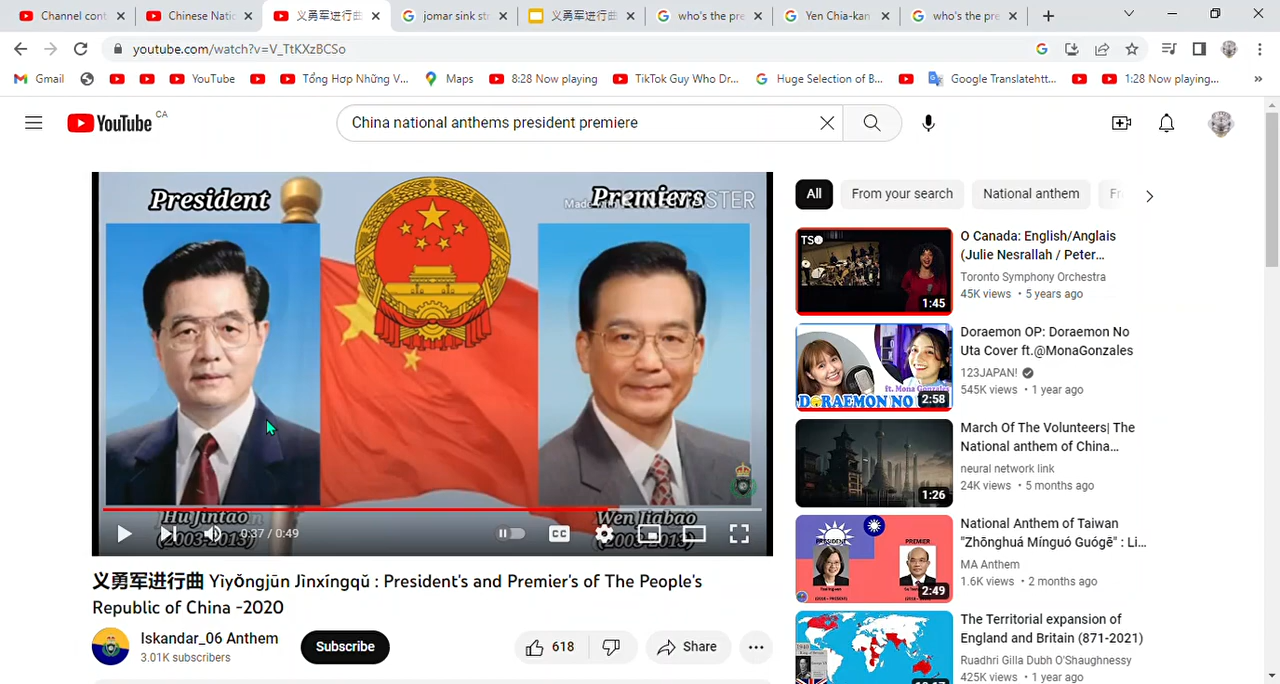 Channel cont
Chinese Natio
义勇军进行曲
jomar sink st
义勇军进行曲
who's the pre
Yen Chia-kan
who's the pre
youtube.com/watch?v=V_TtKXzBCSo
Gmail
YouTube
Tổng Hợp Những V...
Maps
8:28 Now playing
TikTok Guy Who Dr...
Huge Selection of B...
Google Translatehtt...
1:28 Now playing...
YouTube CA
China national anthems president premiere
President
Premiers
Hu Jintao
(2003-2013)
Wen Jiabao
(2003-2013)
0:37 / 0:49
CC
义勇军进行曲 Yìyǒngjūn Jìnxíngqǔ : President's and Premier's of The People's
Republic of China -2020
Iskandar_06 Anthem
3.01K subscribers
Subscribe
618
Share
All
From your search
National anthem
TSO
1:45
O Canada: English/Anglais
(Julie Nesrallah / Peter...
Toronto Symphony Orchestra
45K views • 5 years ago
Ft. Mona Gonzales
DORAEMON NO
2:58
Doraemon OP: Doraemon No
Uta Cover ft.@MonaGonzales
123JAPAN!
545K views • 1 year ago
1:26
March Of The Volunteers| The
National anthem of China...
neural network link
24K views • 5 months ago
PRESIDENT
PREMIER
2:49
National Anthem of Taiwan
"Zhōnghuá Mínguó Guógē" : Li...
MA Anthem
1.6K views • 2 months ago
The Territorial expansion of
England and Britain (871-2021)
Ruadhri Gilla Dubh O'Shaughnessy
425K views • 1 year ago